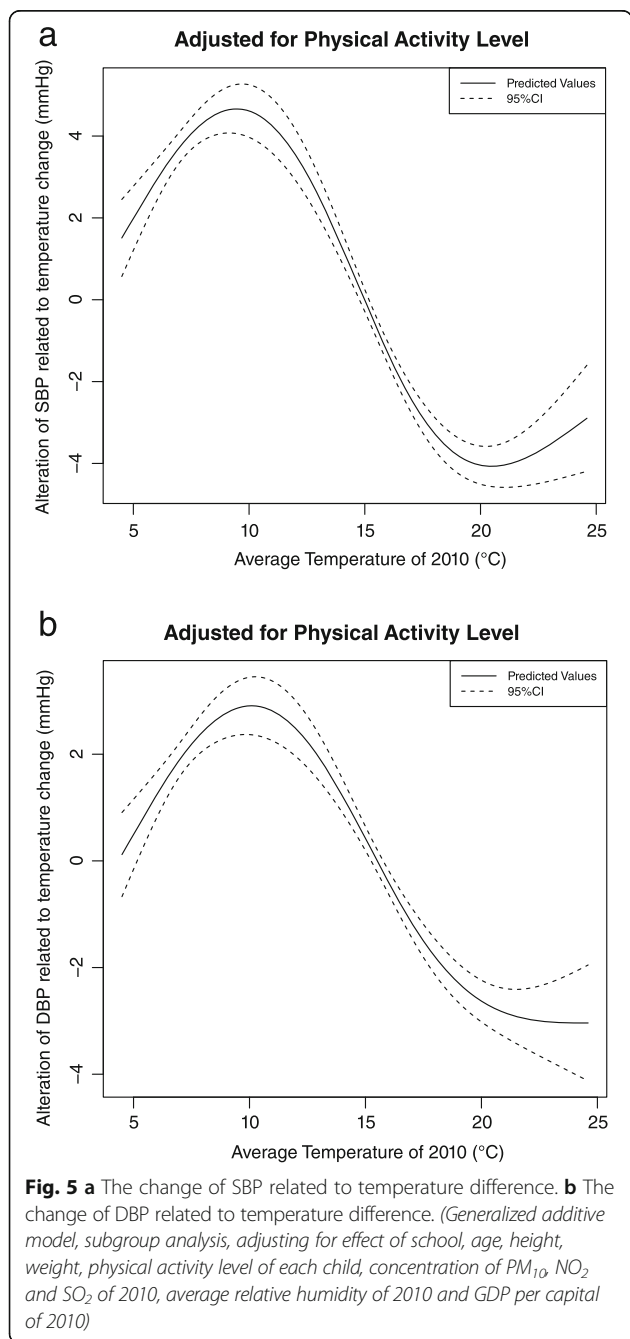 a
Adjusted for Physical Activity Level
Alteration of SBP related to temperature change (mmHg)
Predicted Values
95%CI
4
2
0
−2
−4
5 10 15 20 25
Average Temperature of 2010 (°C)
b
Adjusted for Physical Activity Level
Alteration of DBP related to temperature change (mmHg)
Predicted Values
95%CI
2
0
−2
−4
5 10 15 20 25
Average Temperature of 2010 (°C)
Fig. 5 a The change of SBP related to temperature difference. b The
change of DBP related to temperature difference. (Generalized additive
model, subgroup analysis, adjusting for effect of school, age, height,
weight, physical activity level of each child, concentration of PM10, NO2
and SO2 of 2010, average relative humidity of 2010 and GDP per capital
of 2010)